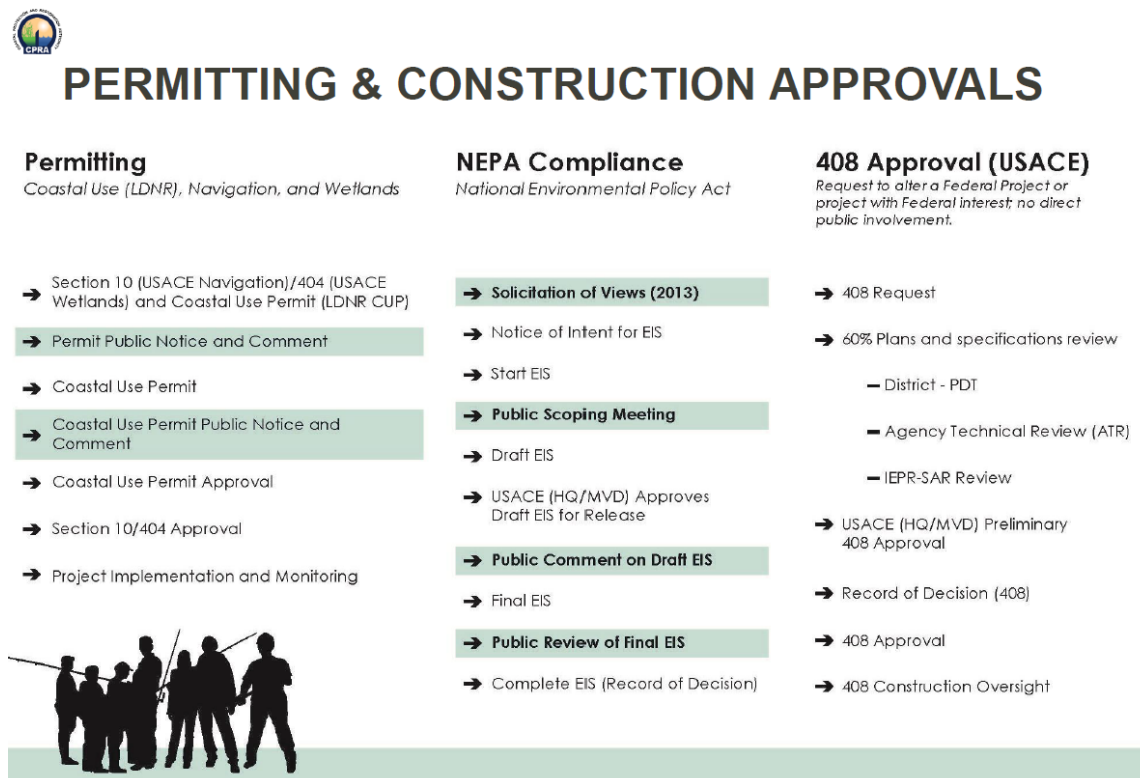 CPRA
PERMITTING & CONSTRUCTION APPROVALS
Permitting
Coastal Use (LDNR), Navigation, and Wetlands
Section 10 (USACE Navigation)/404 (USACE
Wetlands) and Coastal Use Permit (LDNR CUP)
Permit Public Notice and Comment
Coastal Use Permit
Coastal Use Permit Public Notice and
Comment
Coastal Use Permit Approval
Section 10/404 Approval
Project Implementation and Monitoring
NEPA Compliance
National Environmental Policy Act
Solicitation of Views (2013)
Notice of Intent for EIS
Start EIS
Public Scoping Meeting
Draft EIS
USACE (HQ/MVD) Approves
Draft EIS for Release
Public Comment on Draft EIS
Final EIS
Public Review of Final EIS
Complete EIS (Record of Decision)
408 Approval (USACE)
Request to alter a Federal Project or
project with Federal interest; no direct
public involvement.
408 Request
60% Plans and specifications review
– District - PDT
– Agency Technical Review (ATR)
– IEPR-SAR Review
USACE (HQ/MVD) Preliminary
408 Approval
Record of Decision (408)
408 Approval
408 Construction Oversight